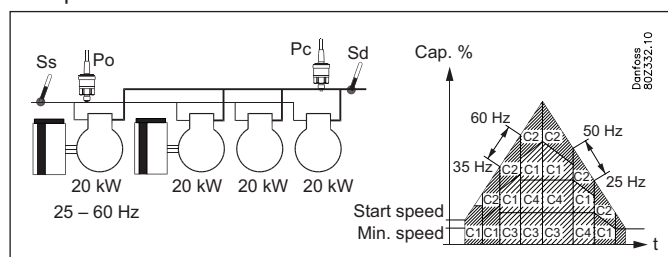 Ss
Po
Pc
Sd
20 kW
20 kW
20 kW
20 kW
25 – 60 Hz
Cap. %
Danfoss
80Z332.10
60 Hz
50 Hz
35 Hz
25 Hz
C2 C2
C2 C1 C1 C2
C2 C1 C4 C4 C1 C2
Start speed
Min. speed
C1 C1 C3 C3 C4 C1
t